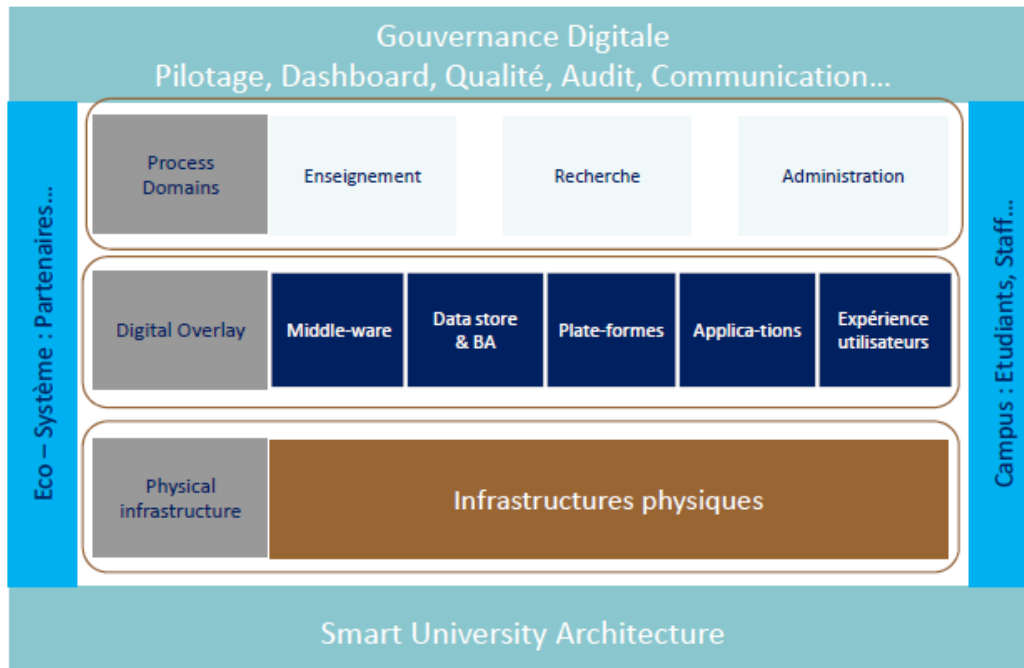 Gouvernance Digitale
Pilotage, Dashboard, Qualité, Audit, Communication...
Eco – Système : Partenaires...
Process
Domains
Enseignement
Recherche
Administration
Digital Overlay
Middle-ware
Data store
& BA
Plate-formes
Applica-tions
Expérience
utilisateurs
Physical
infrastructure
Infrastructures physiques
Campus : Etudiants, Staff...
Smart University Architecture